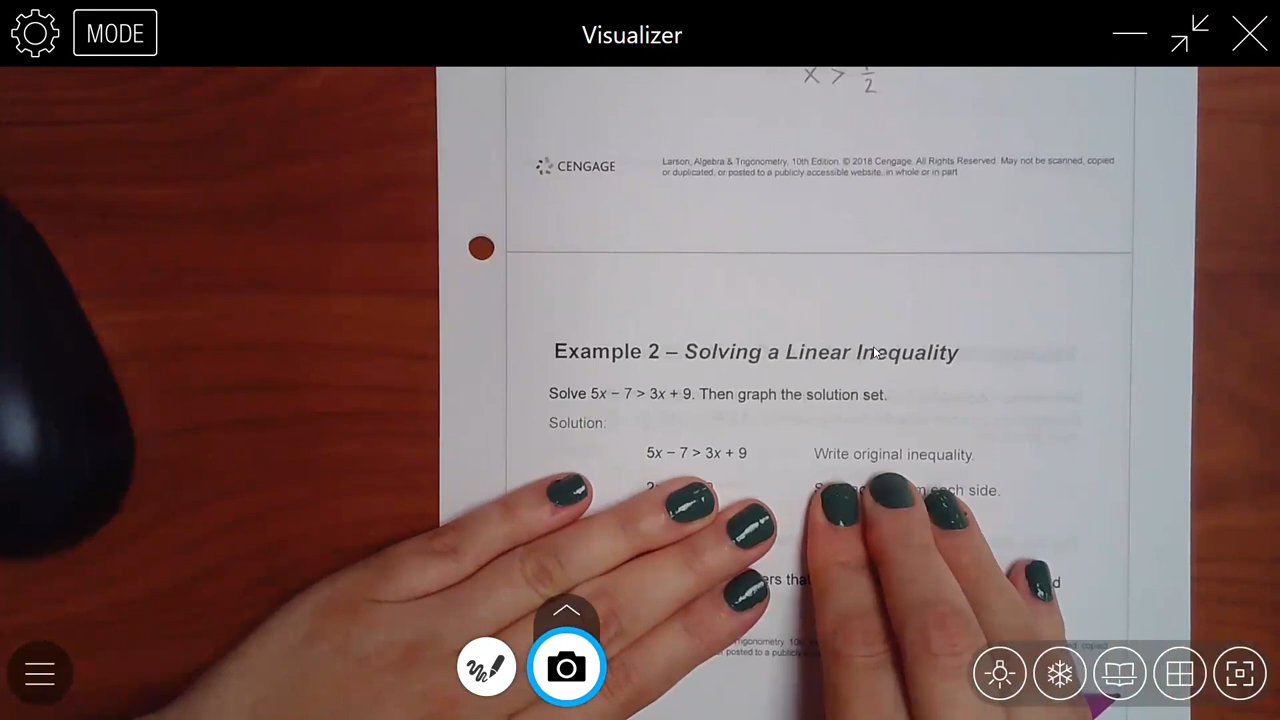 MODE
Visualizer
x >
2
CENGAGE
Larson, Algebra & Trigonometry, 10th Edition. © 2018 Cengage. All Rights Reserved. May not be scanned, copied
or duplicated, or posted to a publicly accessible website, in whole or in part
Example 2 – Solving a Linear Inequality
Solve 5x − 7 > 3x + 9. Then graph the solution set.
Solution:
5x − 7 > 3x + 9 Write original inequality.
each side.